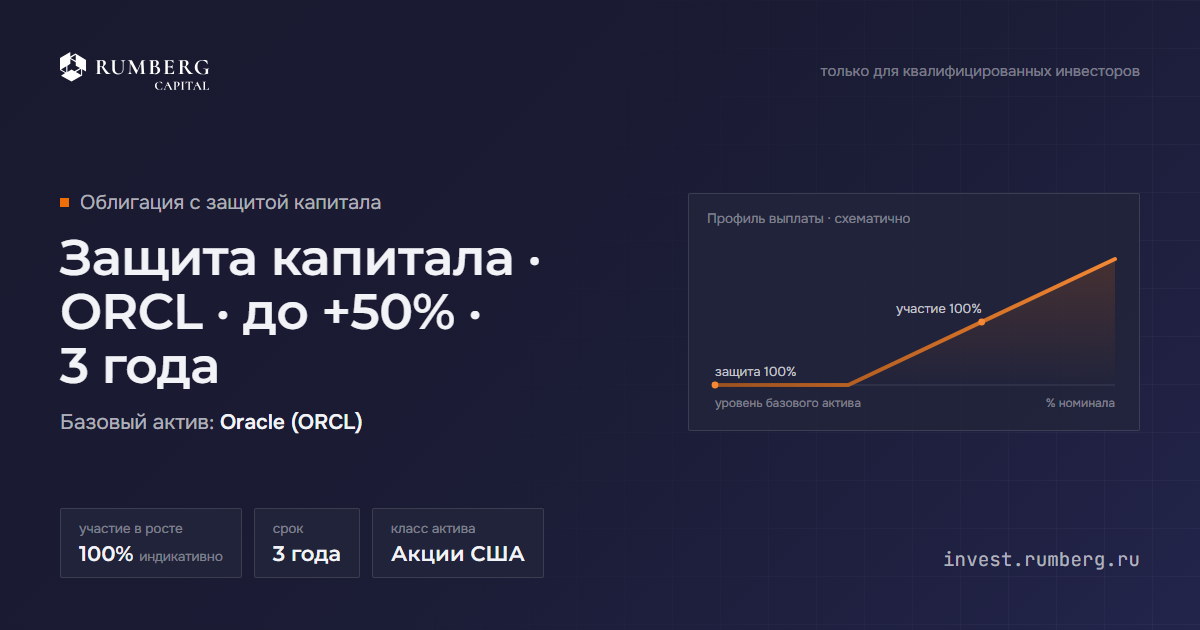 RUMBERG
CAPITAL
только для квалифицированных инвесторов
Облигация с защитой капитала
Защита капитала ·
ORCL · до +50% ·
3 года
Базовый актив: Oracle (ORCL)
Профиль выплаты · схематично
участие 100%
защита 100%
уровень базового актива
% номинала
участие в росте
100% индикативно
срок
3 года
класс актива
Акции США
invest.rumberg.ru